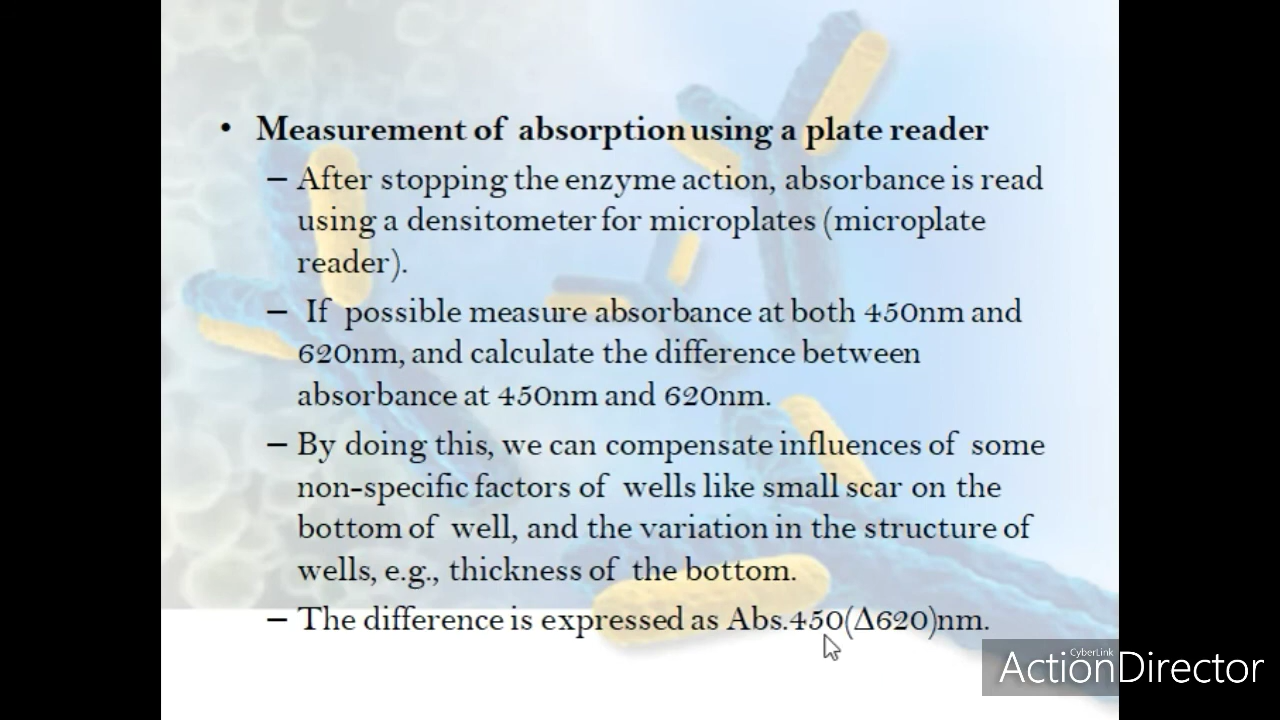 • Measurement of absorption using a plate reader
– After stopping the enzyme action, absorbance is read
using a densitometer for microplates (microplate
reader).
– If possible measure absorbance at both 450nm and
620nm, and calculate the difference between
absorbance at 450nm and 620nm.
– By doing this, we can compensate influences of some
non-specific factors of wells like small scar on the
bottom of well, and the variation in the structure of
wells, e.g., thickness of the bottom.
– The difference is expressed as Abs.450(Δ620)nm.
CyberLink
ActionDirector